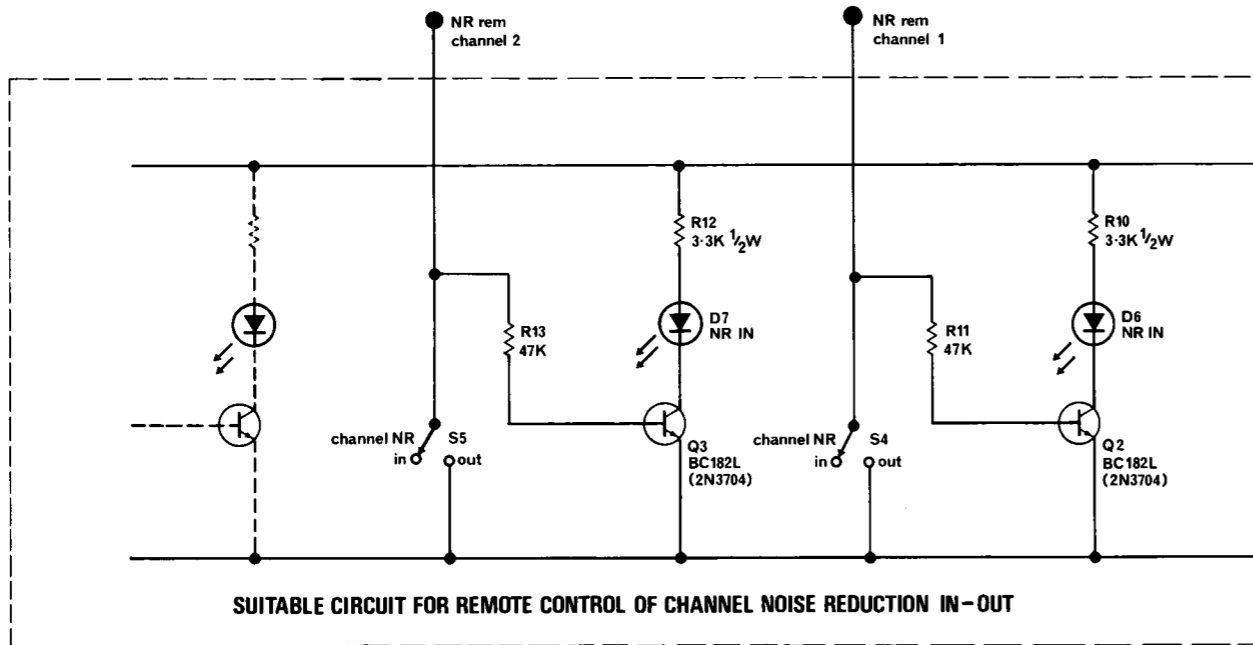 NR rem
channel 2
NR rem
channel 1
R12
3·3K ½W
R10
3·3K ½W
R13
47K
D7
NR IN
R11
47K
D6
NR IN
channel NR
S5
in
out
Q3
BC182L
(2N3704)
channel NR
S4
in
out
Q2
BC182L
(2N3704)
SUITABLE CIRCUIT FOR REMOTE CONTROL OF CHANNEL NOISE REDUCTION IN-OUT